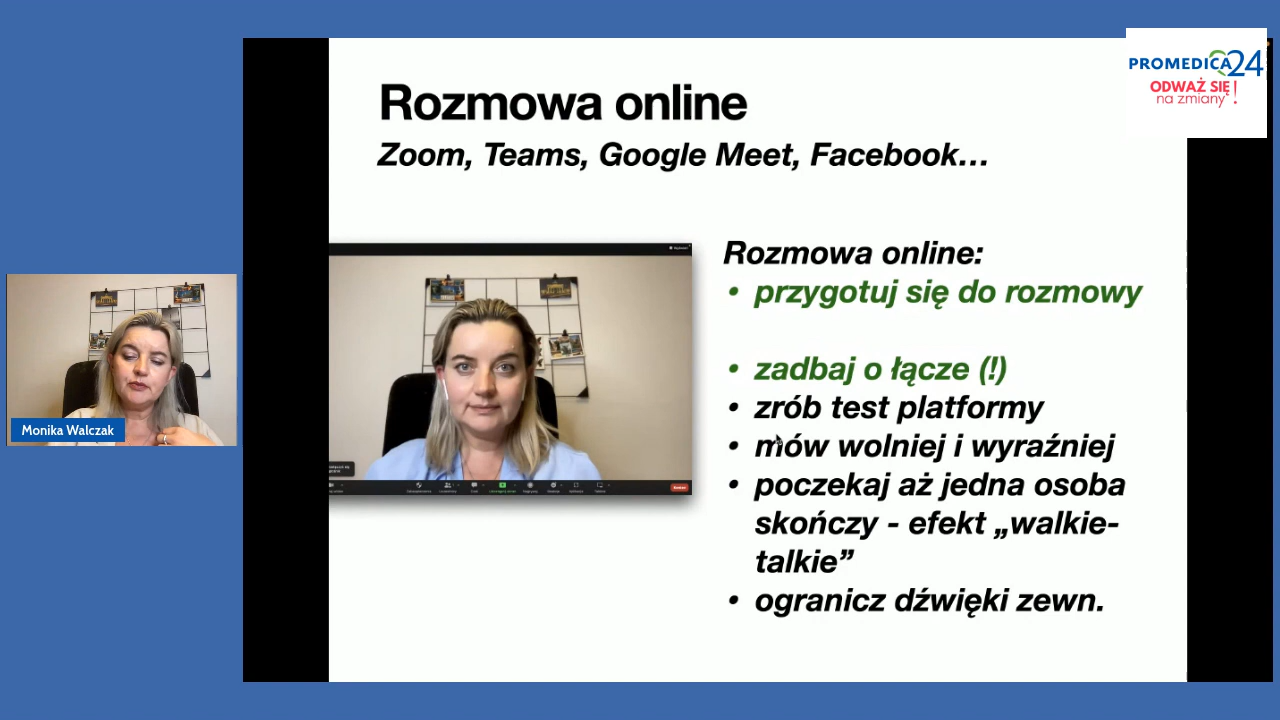 PROMEDICA24
ODWAŻ SIĘ
na zmiany!
Rozmowa online
Zoom, Teams, Google Meet, Facebook...
Rozmowa online:
• przygotuj się do rozmowy
• zadbaj o łącze (!)
• zrób test platformy
• mów wolniej i wyraźniej
• poczekaj aż jedna osoba
skończy - efekt „walkie-
talkie”
• ogranicz dźwięki zewn.
Monika Walczak